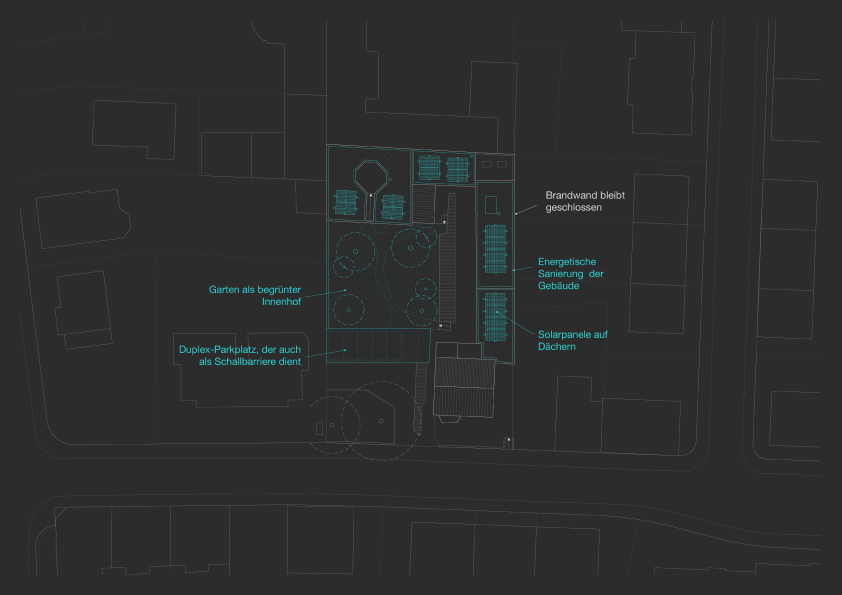 Brandwand bleibt
geschlossen
Energetische
Sanierung der
Gebäude
Garten als begrünter
Innenhof
Solarpanele auf
Dächern
Duplex-Parkplatz, der auch
als Schallbarriere dient